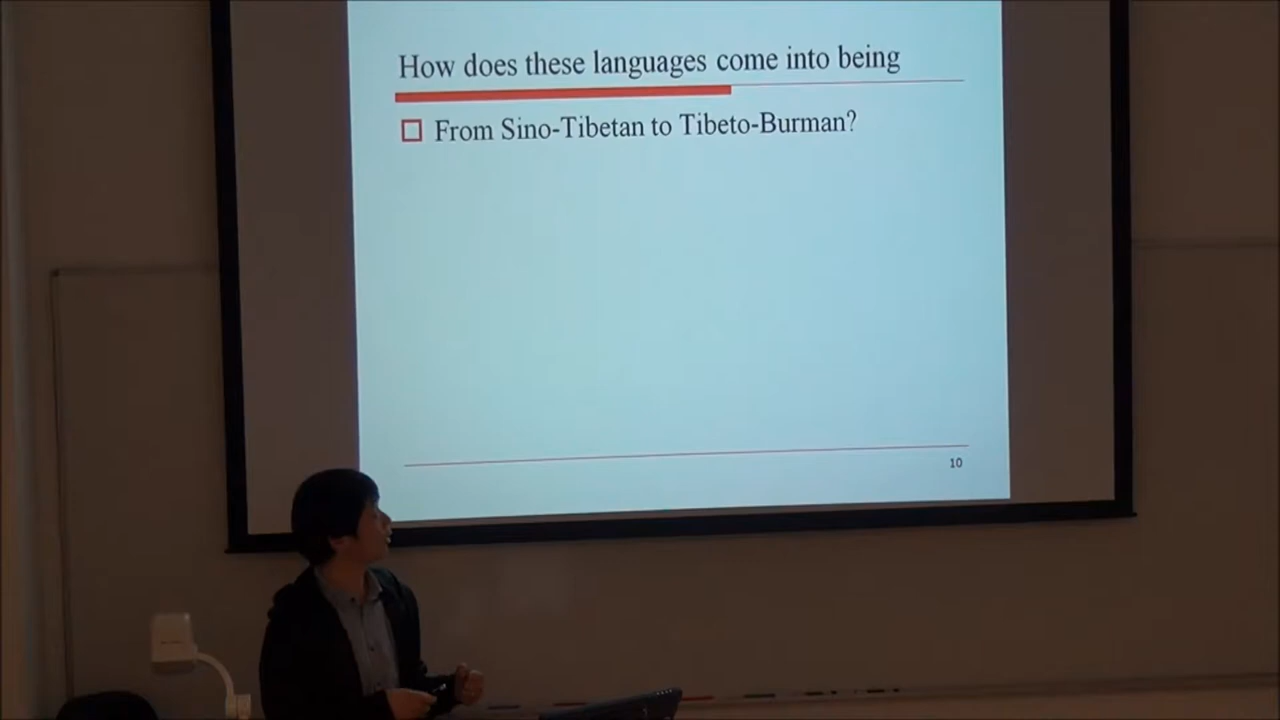 How does these languages come into being
From Sino-Tibetan to Tibeto-Burman?
10